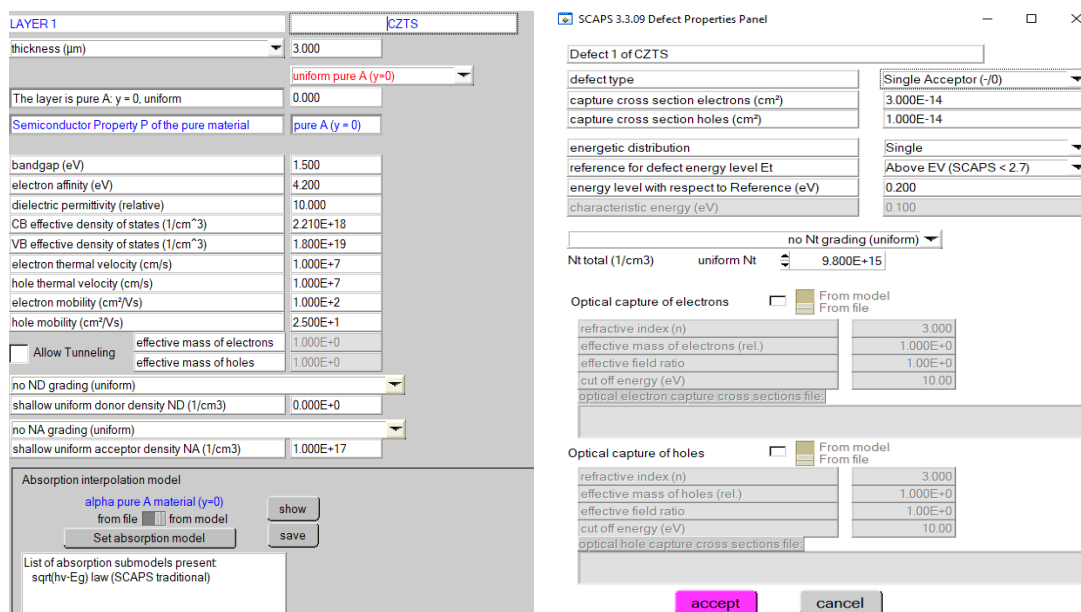 LAYER 1 CZTS
thickness (µm) 3.000
uniform pure A (y=0)
The layer is pure A: y = 0, uniform 0.000
Semiconductor Property P of the pure material pure A (y = 0)
bandgap (eV) 1.500
electron affinity (eV) 4.200
dielectric permittivity (relative) 10.000
CB effective density of states (1/cm^3) 2.210E+18
VB effective density of states (1/cm^3) 1.800E+19
electron thermal velocity (cm/s) 1.000E+7
hole thermal velocity (cm/s) 1.000E+7
electron mobility (cm²/Vs) 1.000E+2
hole mobility (cm²/Vs) 2.500E+1
Allow Tunneling
effective mass of electrons 1.000E+0
effective mass of holes 1.000E+0
no ND grading (uniform)
shallow uniform donor density ND (1/cm3) 0.000E+0
no NA grading (uniform)
shallow uniform acceptor density NA (1/cm3) 1.000E+17
Absorption interpolation model
alpha pure A material (y=0)
from file from model
show
Set absorption model
save
List of absorption submodels present:
sqrt(hv-Eg) law (SCAPS traditional)
SCAPS 3.3.09 Defect Properties Panel
Defect 1 of CZTS
defect type Single Acceptor (-/0)
capture cross section electrons (cm²) 3.000E-14
capture cross section holes (cm²) 1.000E-14
energetic distribution Single
reference for defect energy level Et Above EV (SCAPS < 2.7)
energy level with respect to Reference (eV) 0.200
characteristic energy (eV) 0.100
no Nt grading (uniform)
Nt total (1/cm3) uniform Nt 9.800E+15
Optical capture of electrons From model
From file
refractive index (n) 3.000
effective mass of electrons (rel.) 1.000E+0
effective field ratio 1.00E+0
cut off energy (eV) 10.00
optical electron capture cross sections file:
Optical capture of holes From model
From file
refractive index (n) 3.000
effective mass of holes (rel.) 1.000E+0
effective field ratio 1.00E+0
cut off energy (eV) 10.00
optical hole capture cross sections file:
accept cancel